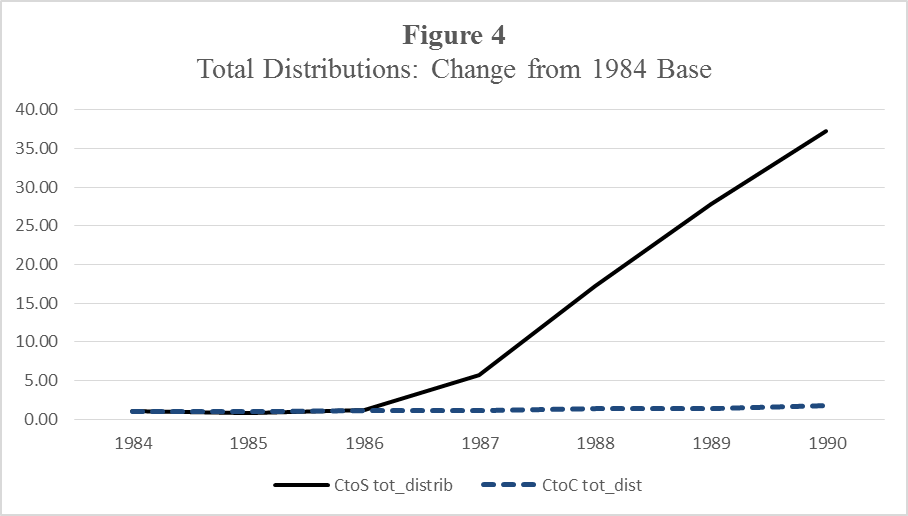 Figure 4
Total Distributions: Change from 1984 Base
40.00
35.00
30.00
25.00
20.00
15.00
10.00
5.00
0.00
1984 1985 1986 1987 1988 1989 1990
CtoS tot_distrib CtoC tot_dist